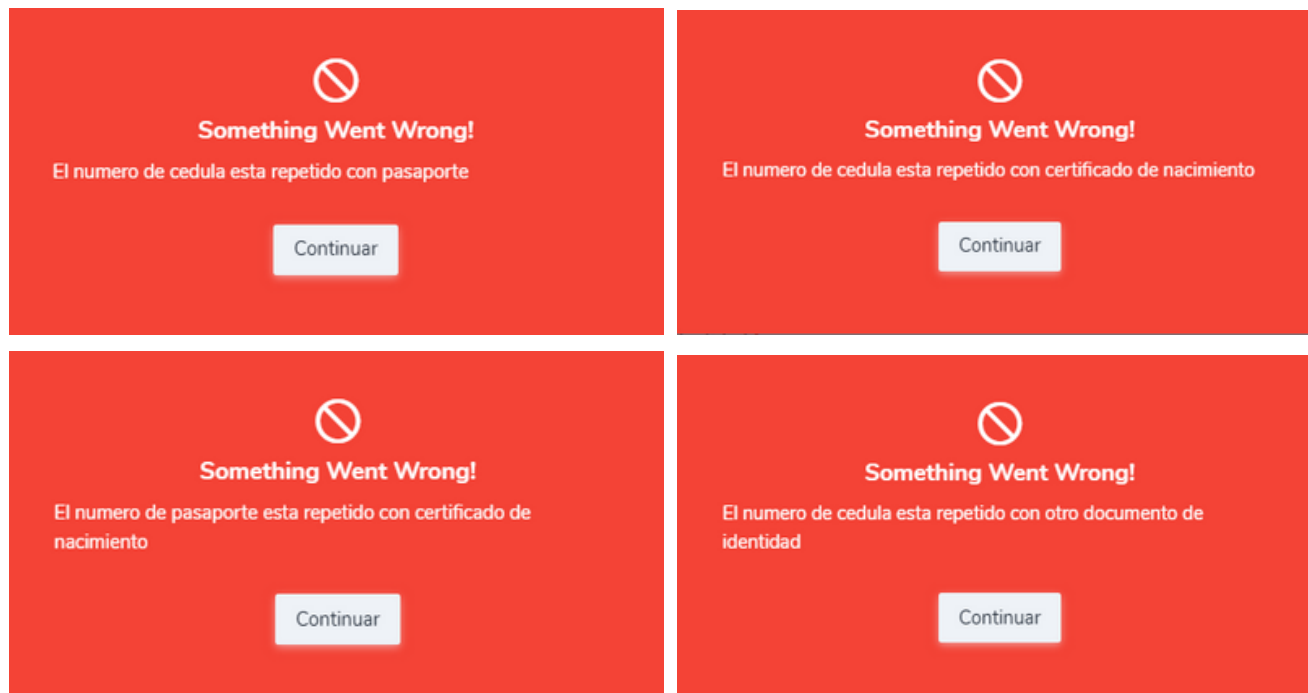 Something Went Wrong!
El numero de cedula esta repetido con pasaporte
Continuar
Something Went Wrong!
El numero de cedula esta repetido con certificado de nacimiento
Continuar
Something Went Wrong!
El numero de pasaporte esta repetido con certificado de
nacimiento
Continuar
Something Went Wrong!
El numero de cedula esta repetido con otro documento de
identidad
Continuar